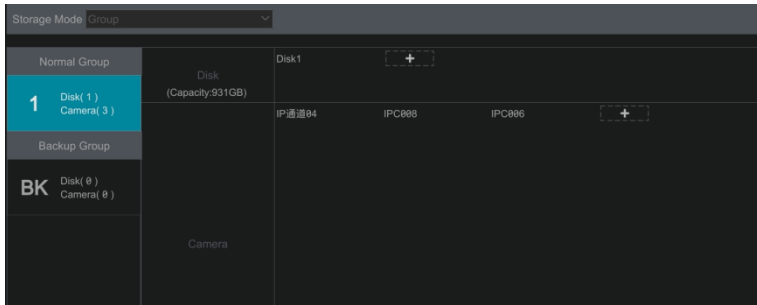 Storage Mode Group
Normal Group
1
Disk( 1 )
Camera( 3 )
Backup Group
BK
Disk( 0 )
Camera( 0 )
Disk
(Capacity:931GB)
Disk1 +
Camera
IP通道04 IPC008 IPC006 +